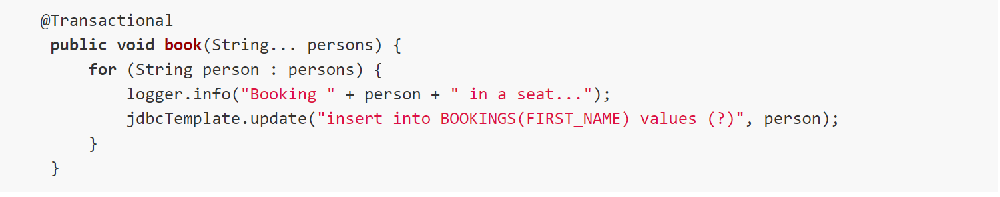 @Transactional
public void book(String... persons) {
for (String person : persons) {
logger.info("Booking " + person + " in a seat...");
jdbcTemplate.update("insert into BOOKINGS(FIRST_NAME) values (?)", person);
}
}